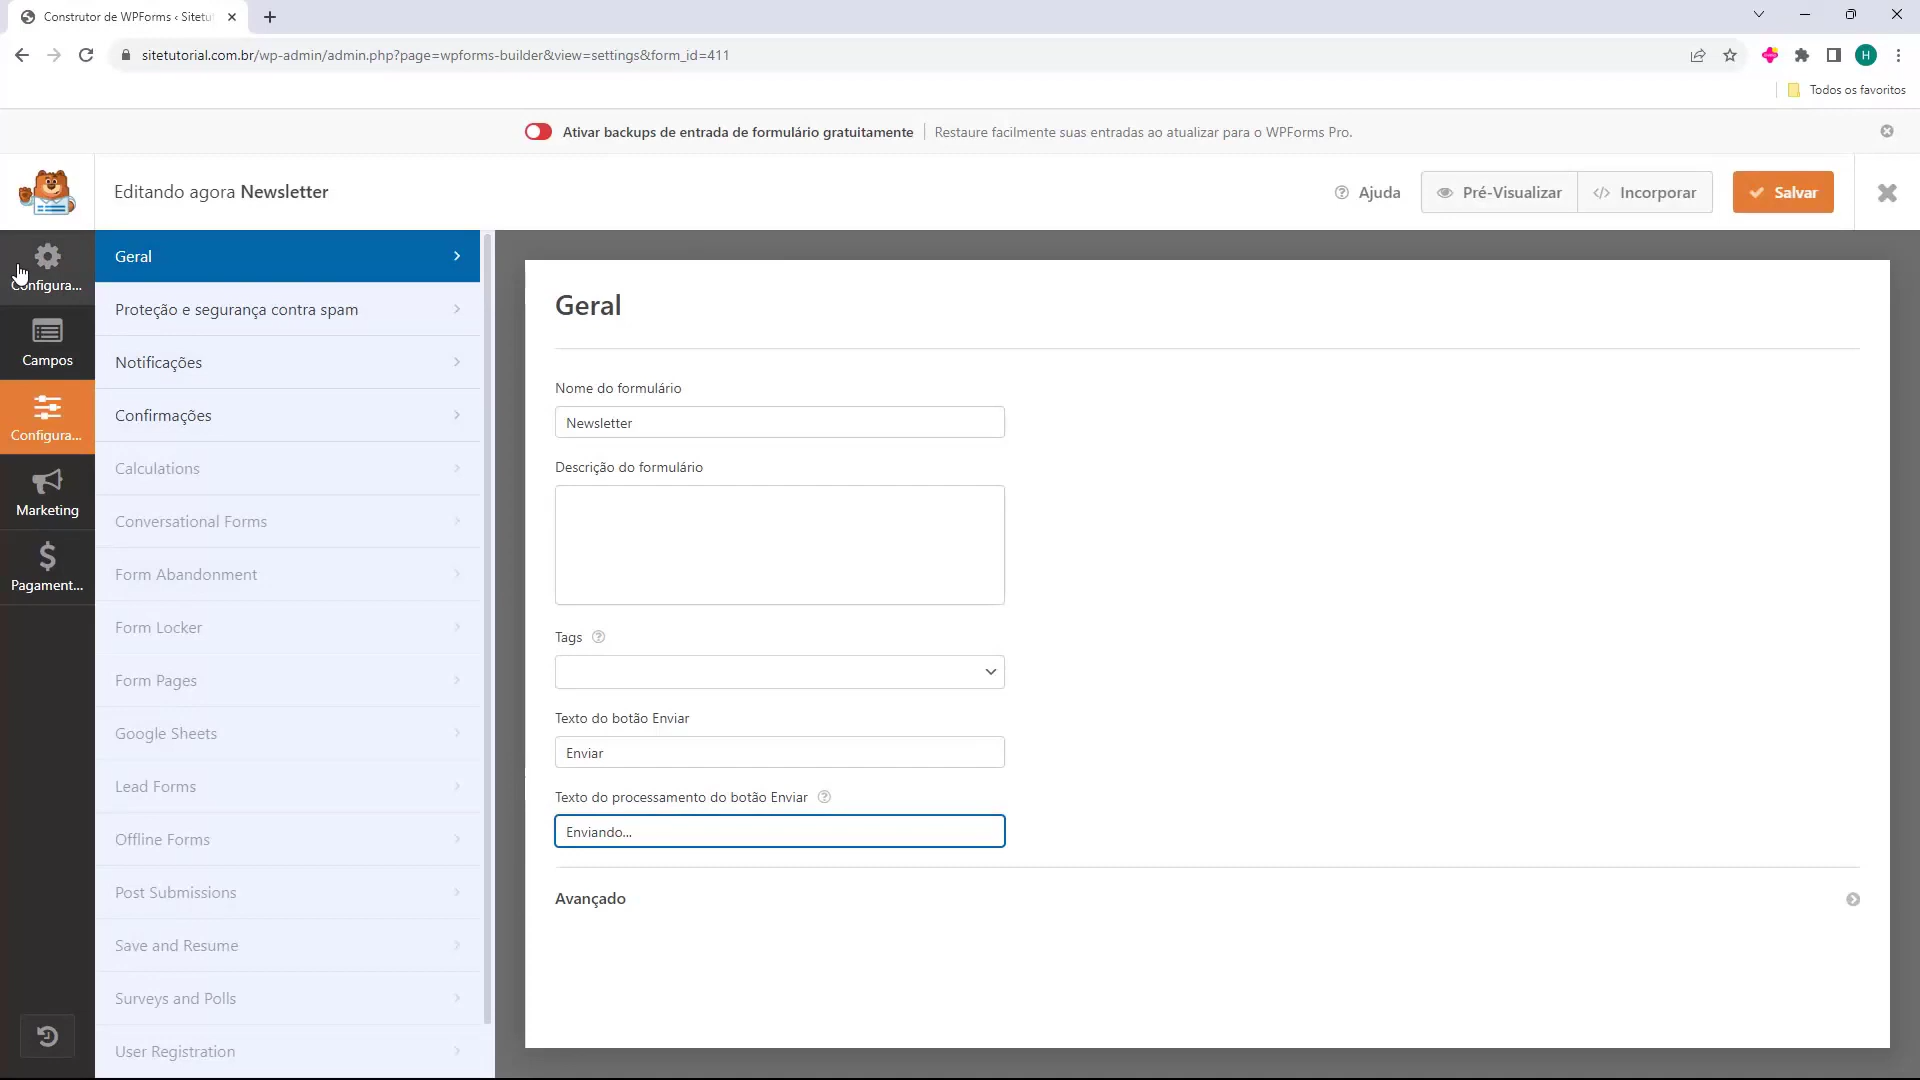 Construtor de WPForms ‹ Sitetu
sitetutorial.com.br/wp-admin/admin.php?page=wpforms-builder&view=settings&form_id=411
H
Todos os favoritos
Ativar backups de entrada de formulário gratuitamente
Restaure facilmente suas entradas ao atualizar para o WPForms Pro.
Editando agora Newsletter
Ajuda
Pré-Visualizar
Incorporar
Salvar
Configura...
Campos
Configura...
Marketing
Pagament...
Geral
Proteção e segurança contra spam
Notificações
Confirmações
Calculations
Conversational Forms
Form Abandonment
Form Locker
Form Pages
Google Sheets
Lead Forms
Offline Forms
Post Submissions
Save and Resume
Surveys and Polls
User Registration
Geral
Nome do formulário
Newsletter
Descrição do formulário
Tags
Texto do botão Enviar
Enviar
Texto do processamento do botão Enviar
Enviando...
Avançado